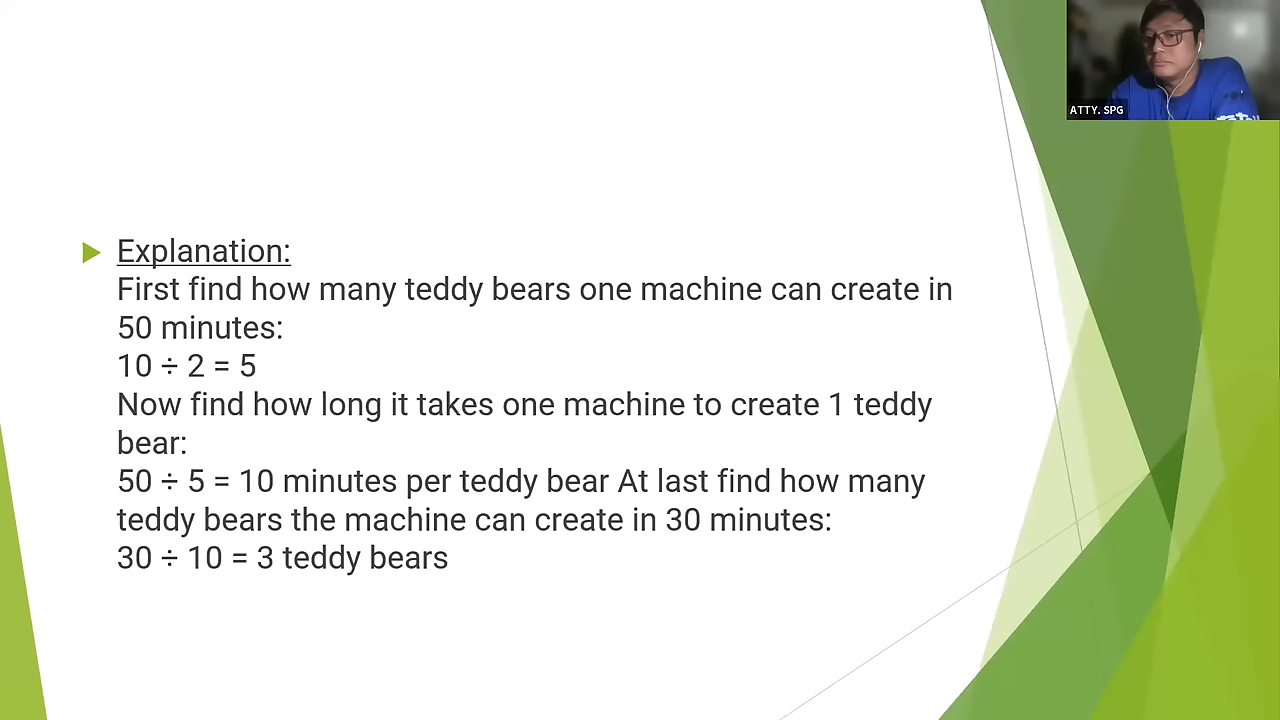 ATTY. SPG
Explanation:
First find how many teddy bears one machine can create in
50 minutes:
10 ÷ 2 = 5
Now find how long it takes one machine to create 1 teddy
bear:
50 ÷ 5 = 10 minutes per teddy bear At last find how many
teddy bears the machine can create in 30 minutes:
30 ÷ 10 = 3 teddy bears